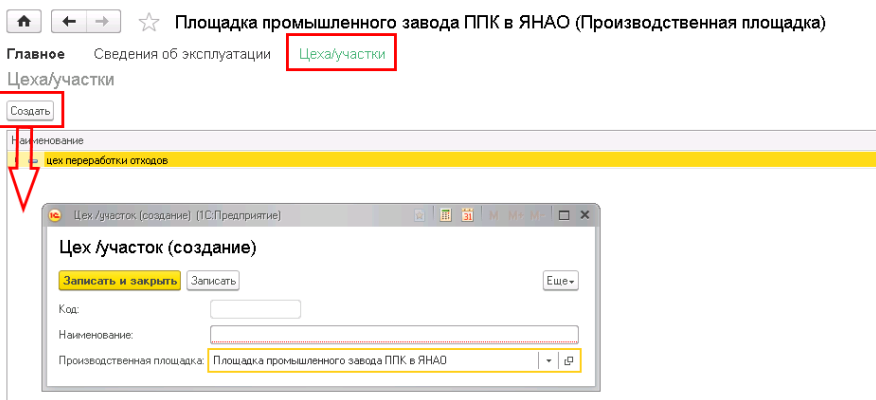 Площадка промышленного завода ППК в ЯНАО (Производственная площадка)
Главное Сведения об эксплуатации Цеха/участки
Цеха/участки
Создать
Наименование
цех переработки отходов
1С Цех /участок (создание) (1С:Предприятие) 31 M M+ M-
Цех /участок (создание)
Записать и закрыть Записать Еще
Код:
Наименование:
Производственная площадка: Площадка промышленного завода ППК в ЯНАО